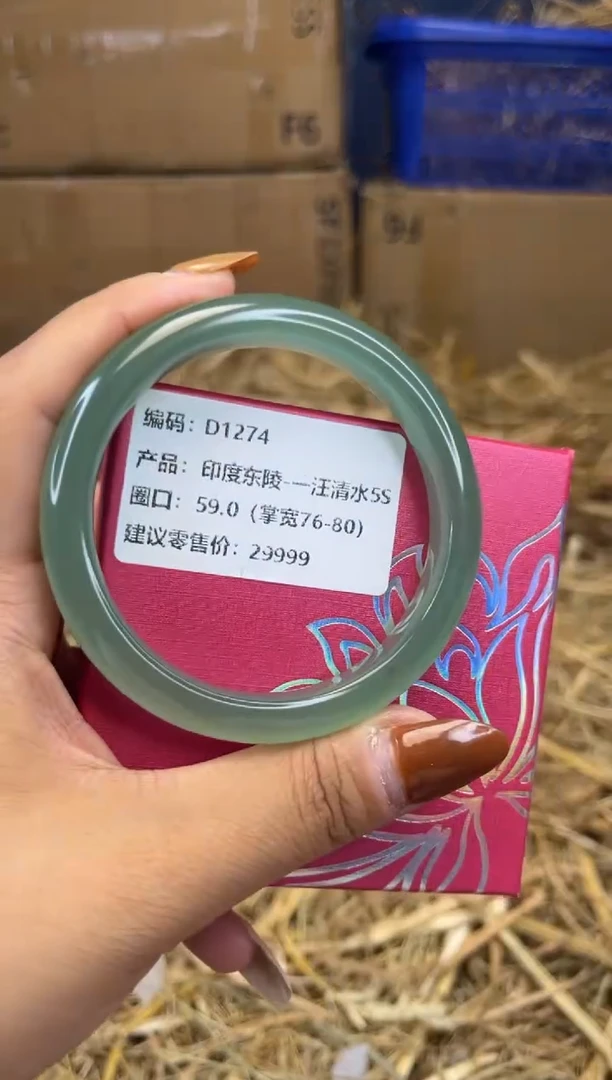 F6
编码：D1274
产品：印度东陵-一汪清水5S
圈口：59.0（掌宽76-80）
建议零售价：29999